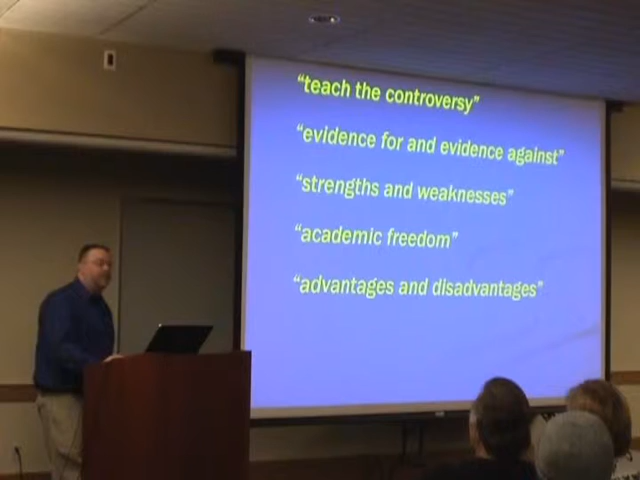 “teach the controversy”
“evidence for and evidence against”
“strengths and weaknesses”
“academic freedom”
“advantages and disadvantages”